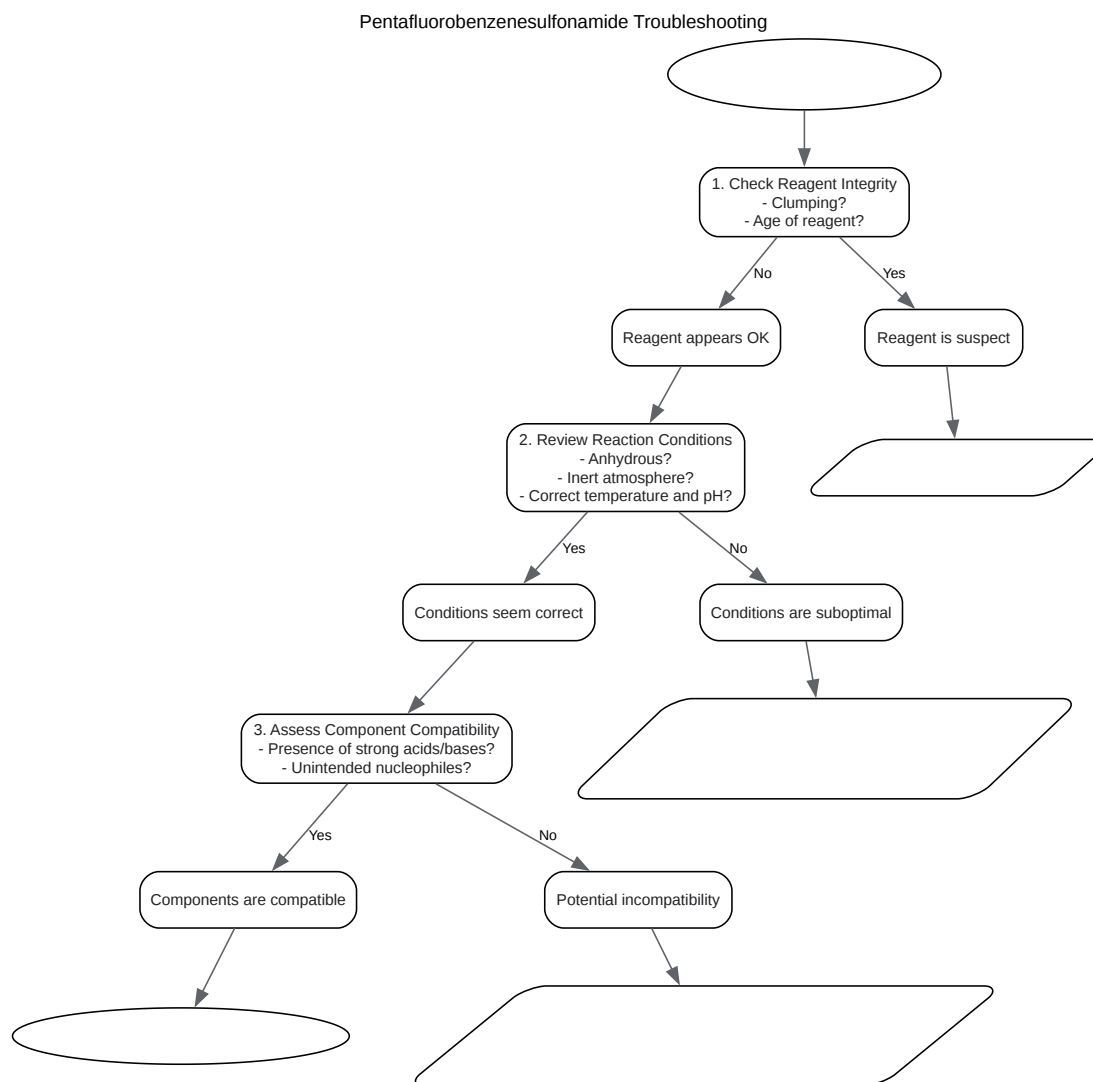 Pentafluorobenzenesulfonamide Troubleshooting
1. Check Reagent Integrity
- Clumping?
- Age of reagent?
No
Yes
Reagent appears OK
Reagent is suspect
2. Review Reaction Conditions
- Anhydrous?
- Inert atmosphere?
- Correct temperature and pH?
Yes
No
Conditions seem correct
Conditions are suboptimal
3. Assess Component Compatibility
- Presence of strong acids/bases?
- Unintended nucleophiles?
Yes
No
Components are compatible
Potential incompatibility